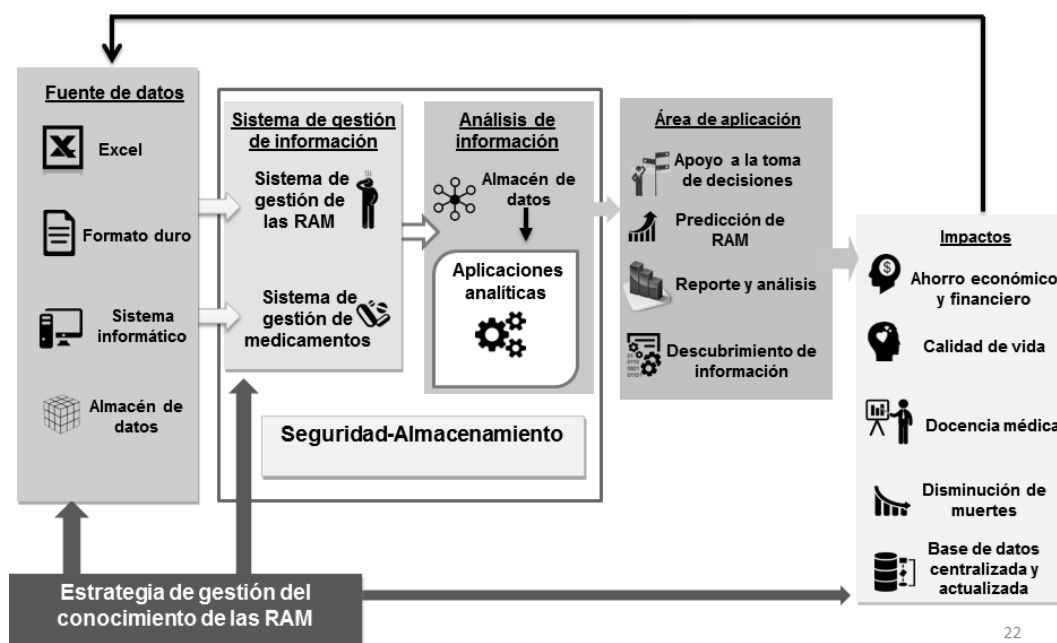 Fuente de datos
Excel
Formato duro
Sistema
informático
Almacén de
datos
Sistema de gestión
de información
Sistema de
gestión de
las RAM
Sistema de
gestión de
medicamentos
Análisis de
información
Almacén de
datos
Aplicaciones
analíticas
Seguridad-Almacenamiento
Área de aplicación
Apoyo a la toma
de decisiones
Predicción de
RAM
Reporte y análisis
Descubrimiento de
información
Impactos
Ahorro económico
y financiero
Calidad de vida
Docencia médica
Disminución de
muertes
Base de datos
centralizada y
actualizada
Estrategia de gestión del
conocimiento de las RAM
22